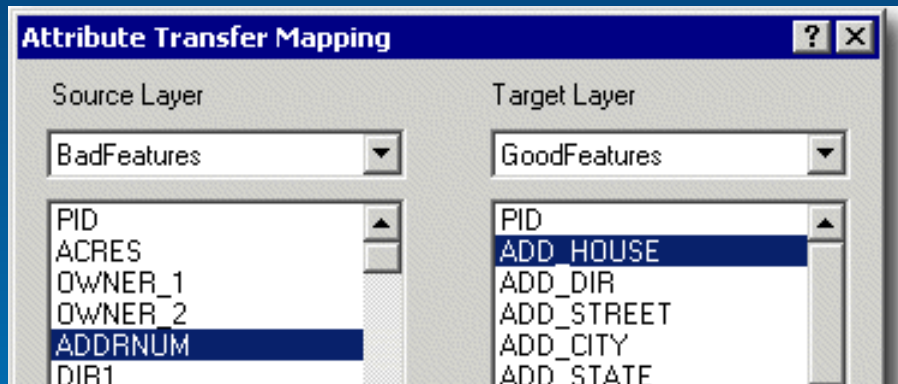 Attribute Transfer Mapping
Source Layer
Target Layer
BadFeatures
GoodFeatures
PID
ACRES
OWNER_1
OWNER_2
ADDRNUM
DIR1
PID
ADD_HOUSE
ADD_DIR
ADD_STREET
ADD_CITY
ADD_STATE